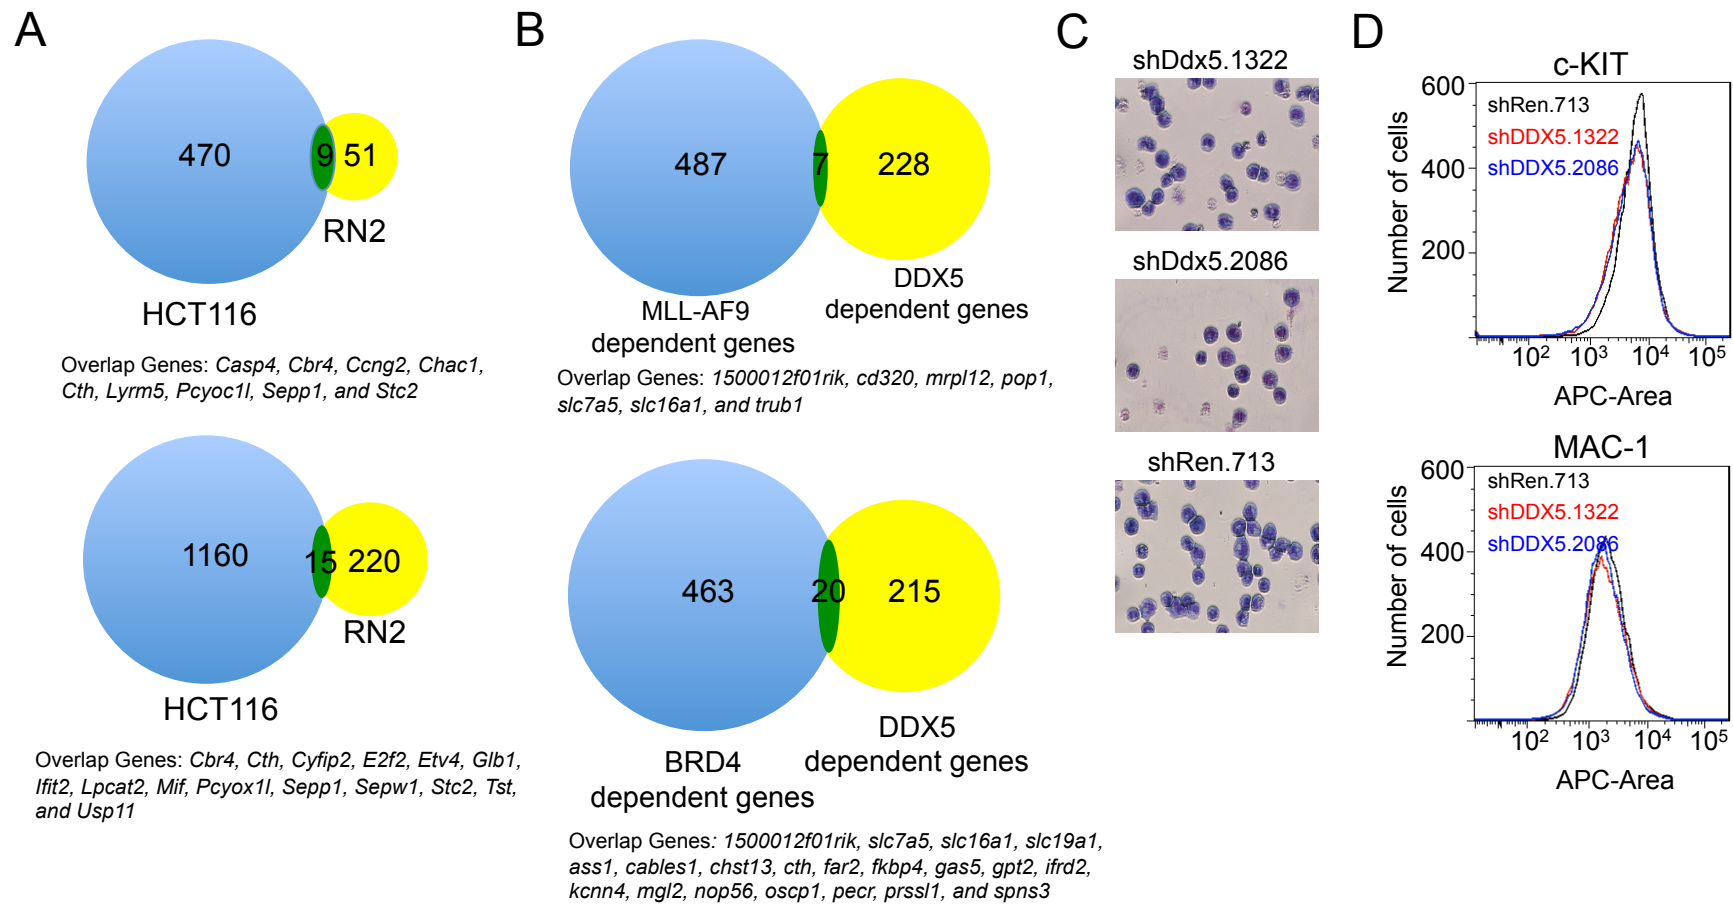 A
470
9
51
RN2
HCT116
Overlap Genes: Casp4, Cbr4, Ccng2, Chac1,
Cth, Lyrm5, Pcyoc1l, Sepp1, and Stc2
1160
15
220
RN2
HCT116
Overlap Genes: Cbr4, Cth, Cyfip2, E2f2, Etv4, Glb1,
Ifit2, Lpcat2, Mif, Pcyox1l, Sepp1, Sepw1, Stc2, Tst,
and Usp11
B
487
7
228
MLL-AF9
dependent genes
DDX5
dependent genes
Overlap Genes: 1500012f01rik, cd320, mrpl12, pop1,
slc7a5, slc16a1, and trub1
463
20
215
BRD4
dependent genes
DDX5
dependent genes
Overlap Genes: 1500012f01rik, slc7a5, slc16a1, slc19a1,
ass1, cables1, chst13, cth, far2, fkbp4, gas5, gpt2, ifrd2,
kcnn4, mgl2, nop56, oscp1, pecr, prssl1, and spns3
C
shDdx5.1322
shDdx5.2086
shRen.713
D
c-KIT
600
400
200
Number of cells
shRen.713
shDDX5.1322
shDDX5.2086
10² 10³ 10⁴ 10⁵
APC-Area
MAC-1
600
400
200
Number of cells
shRen.713
shDDX5.1322
shDDX5.2086
10² 10³ 10⁴ 10⁵
APC-Area